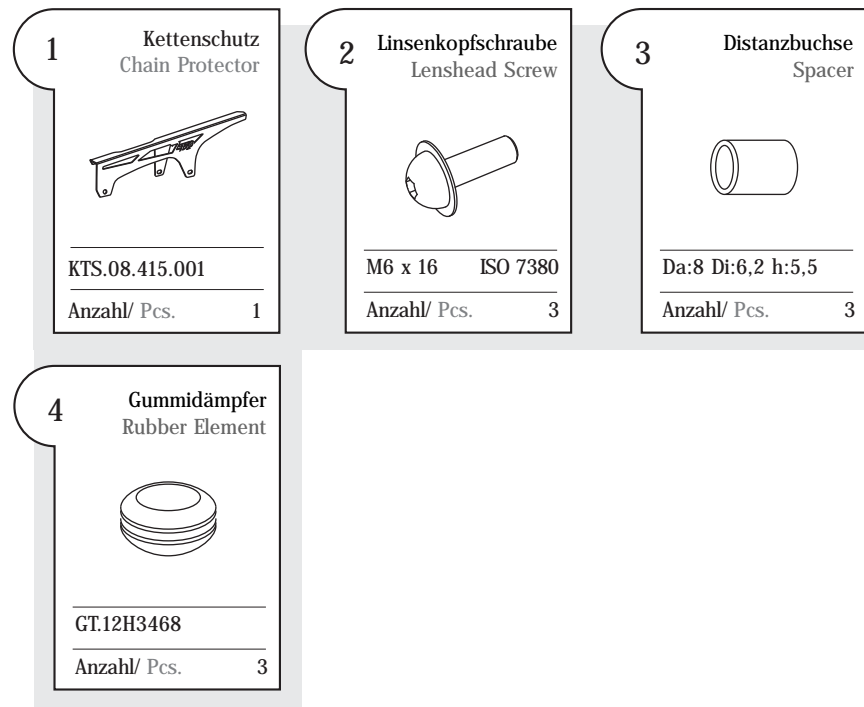 1
Kettenschutz
Chain Protector
KTS.08.415.001
Anzahl/ Pcs. 1
2
Linsenkopfschraube
Lenshead Screw
M6 x 16 ISO 7380
Anzahl/ Pcs. 3
3
Distanzbuchse
Spacer
Da:8 Di:6,2 h:5,5
Anzahl/ Pcs. 3
4
Gummidämpfer
Rubber Element
GT.12H3468
Anzahl/ Pcs. 3